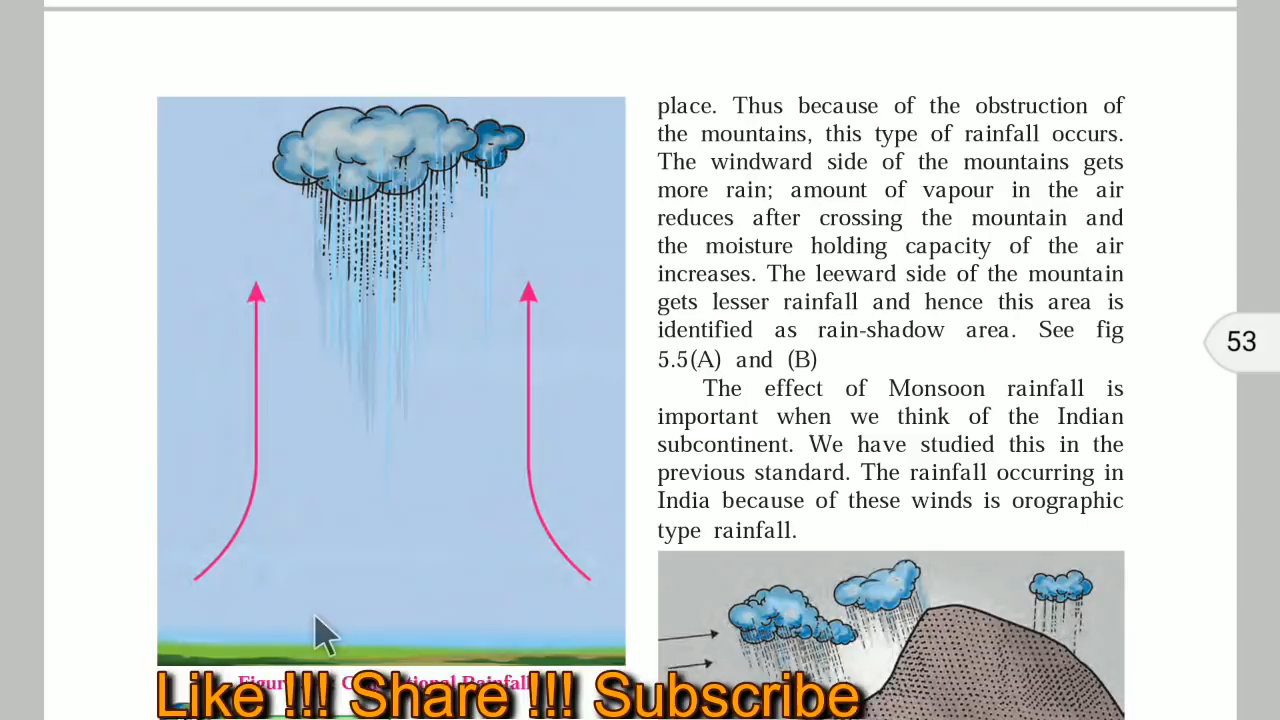 place. Thus because of the obstruction of
the mountains, this type of rainfall occurs.
The windward side of the mountains gets
more rain; amount of vapour in the air
reduces after crossing the mountain and
the moisture holding capacity of the air
increases. The leeward side of the mountain
gets lesser rainfall and hence this area is
identified as rain-shadow area. See fig
5.5(A) and (B)
The effect of Monsoon rainfall is
important when we think of the Indian
subcontinent. We have studied this in the
previous standard. The rainfall occurring in
India because of these winds is orographic
type rainfall.
53
Rainfall
Like !!! Share !!! Subscribe